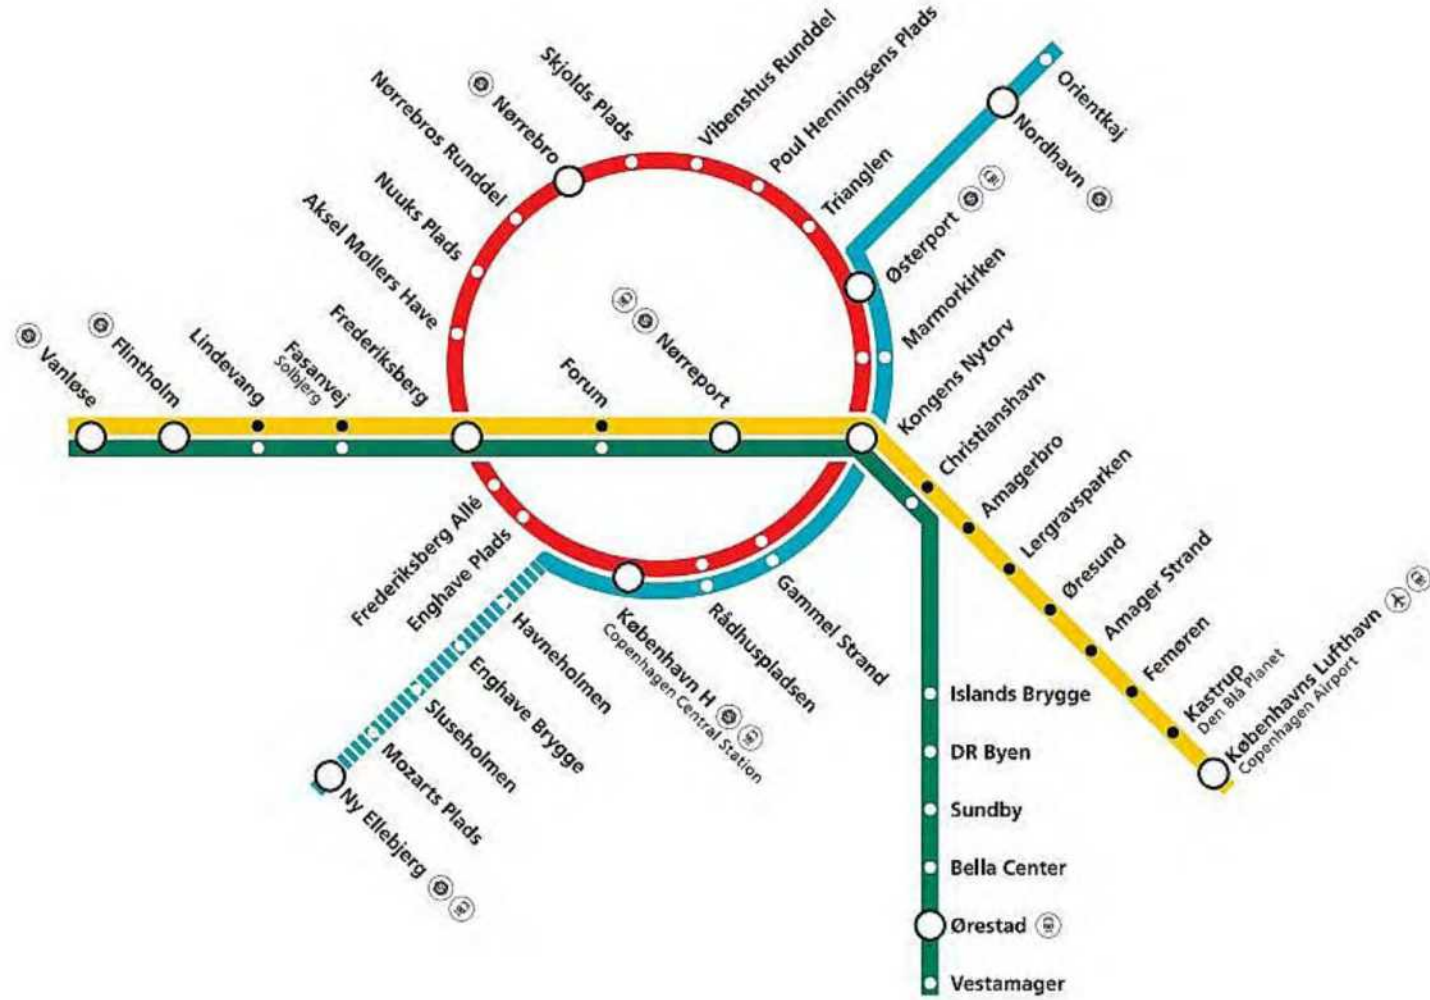 Orientkaj
Nordhavn
Østerport
Marmorkirken
Kongens Nytorv
Trianglen
Poul Henningsens Plads
Vibenshus Runddel
Skjolds Plads
Nørrebro
Nørrebros Runddel
Nuuks Plads
Aksel Møllers Have
Frederiksberg
Fasanvej
Solbjerg
Lindevang
Flintholm
Vanløse
Forum
Nørreport
Christianshavn
Amagerbro
Lergravsparken
Øresund
Amager Strand
Femøren
Kastrup
Den Blå Planet
Københavns Lufthavn
Copenhagen Airport
Frederiksberg Allé
Enghave Plads
København H
Copenhagen Central Station
Rådhuspladsen
Gammel Strand
Havneholmen
Enghave Brygge
Sluseholmen
Mozarts Plads
Ny Ellebjerg
Islands Brygge
DR Byen
Sundby
Bella Center
Ørestad
Vestamager